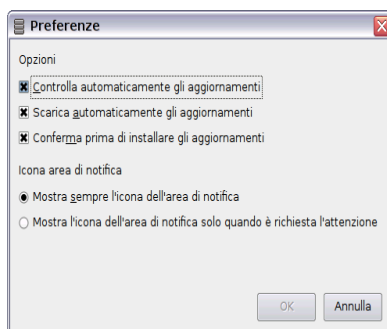 Preferenze
Opzioni
Controlla automaticamente gli aggiornamenti
Scarica automaticamente gli aggiornamenti
Conferma prima di installare gli aggiornamenti
Icona area di notifica
Mostra sempre l'icona dell'area di notifica
Mostra l'icona dell'area di notifica solo quando è richiesta l'attenzione
OK Annulla